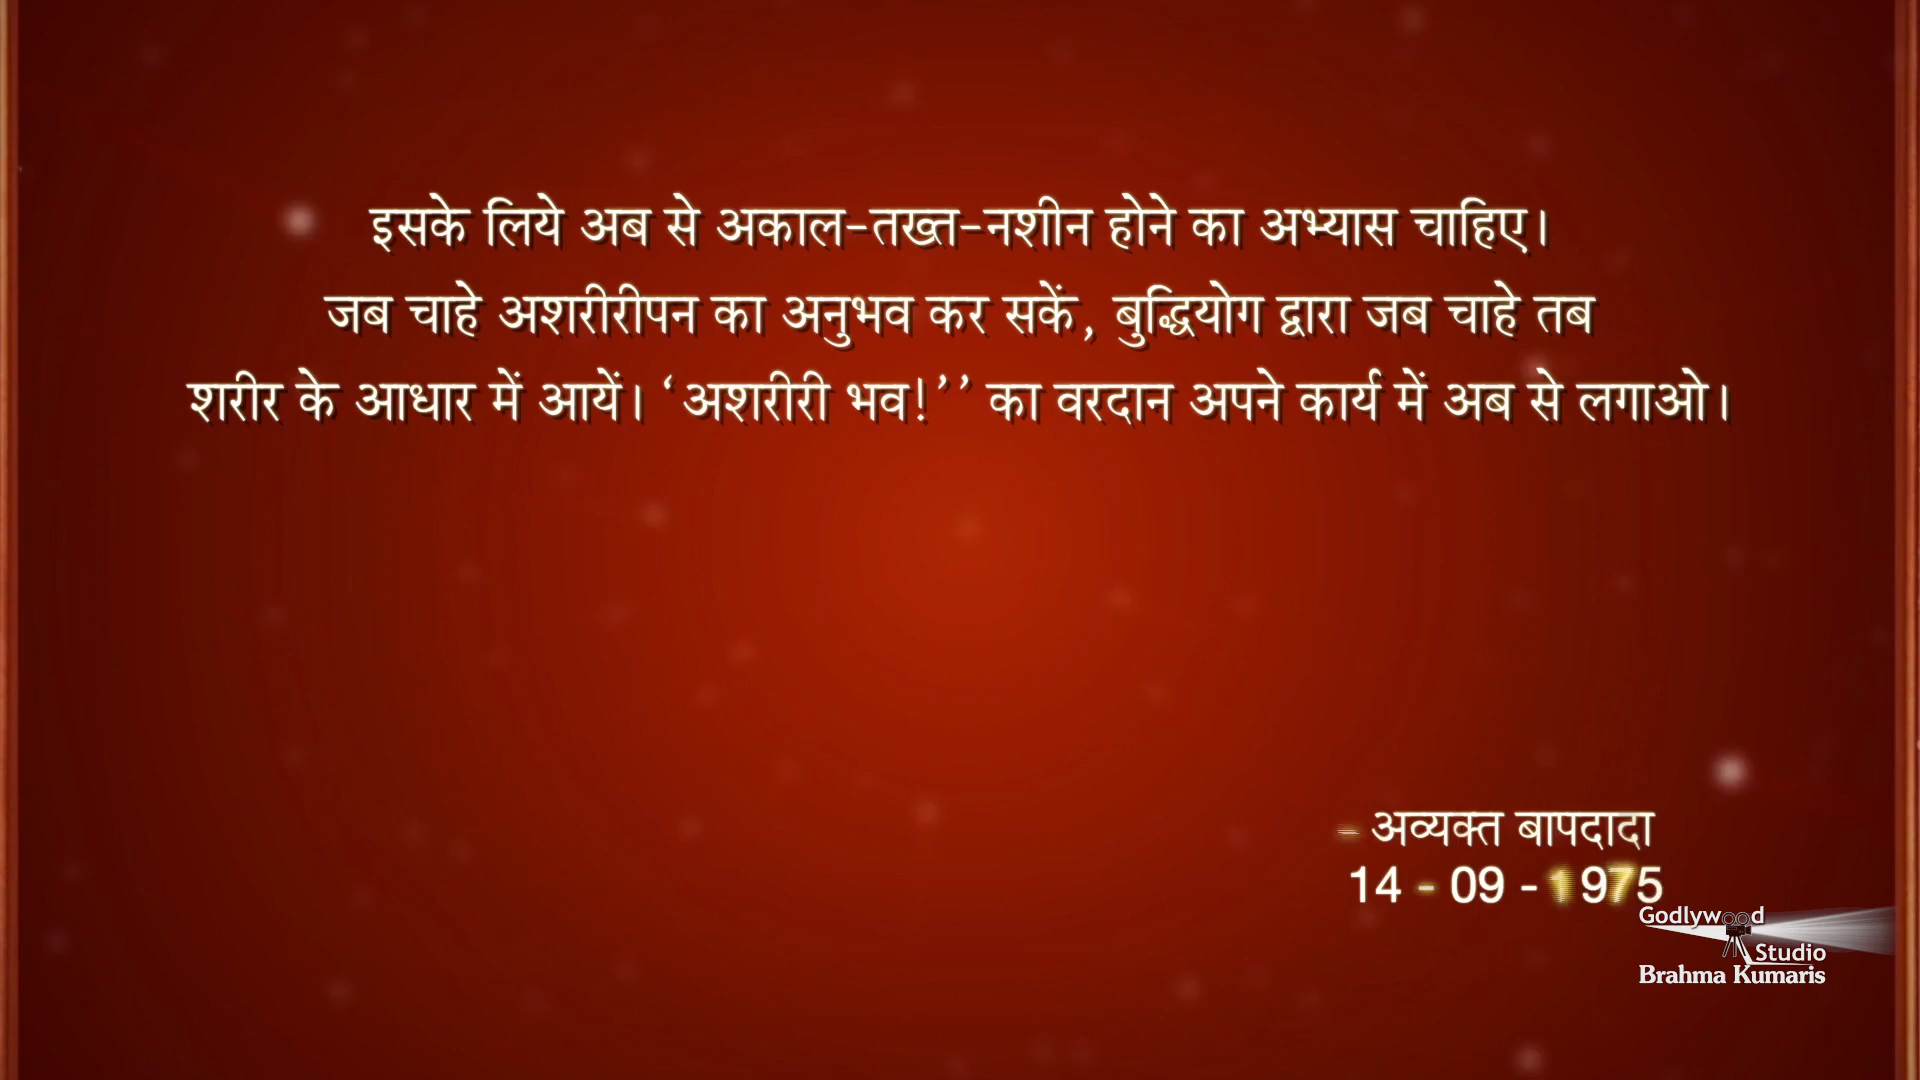 इसके लिये अब से अकाल-तख्त-नशीन होने का अभ्यास चाहिए।
जब चाहे अशरीरीपन का अनुभव कर सकें, बुद्धियोग द्वारा जब चाहे तब
शरीर के आधार में आयें। ‘अशरीरी भव!’’ का वरदान अपने कार्य में अब से लगाओ।
- अव्यक्त बापदादा
14 - 09 - 1975
Godlywood
Studio
Brahma Kumaris